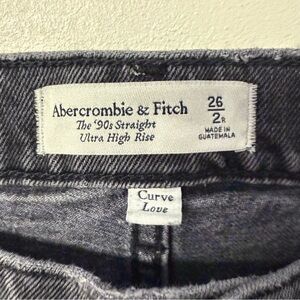 Abercrombie & Fitch
The '90s Straight
Ultra High Rise
26
2R
MADE IN
GUATEMALA
Curve
Love